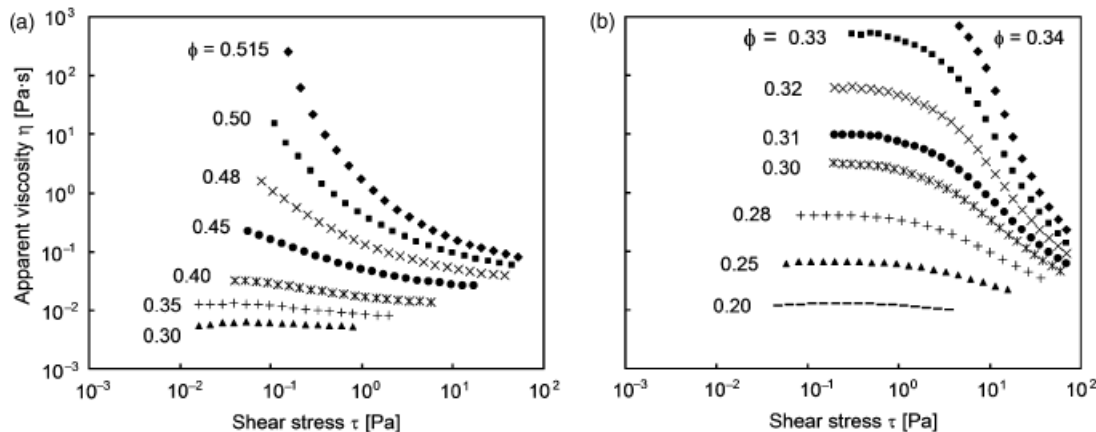 (a)
10³
10²
10¹
10⁰
10⁻¹
10⁻²
10⁻³
Apparent viscosity η [Pa·s]
ϕ = 0.515
0.50
0.48
0.45
0.40
0.35
0.30
10⁻³ 10⁻² 10⁻¹ 10⁰ 10¹ 10²
Shear stress τ [Pa]
(b)
ϕ = 0.33
ϕ = 0.34
0.32
0.31
0.30
0.28
0.25
0.20
10⁻³ 10⁻² 10⁻¹ 10⁰ 10¹ 10²
Shear stress τ [Pa]